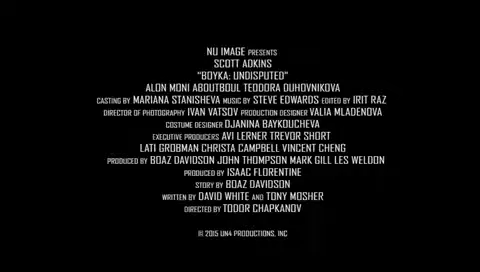 NU IMAGE PRESENTS
SCOTT ADKINS
"BOYKA: UNDISPUTED"
ALON MONI ABOUTBOUL TEODORA DUHOVNIKOVA
CASTING BY MARIANA STANISHEVA MUSIC BY STEVE EDWARDS EDITED BY IRIT RAZ
DIRECTOR OF PHOTOGRAPHY IVAN VATSOV PRODUCTION DESIGNER VALIA MLADENOVA
COSTUME DESIGNER DJANINA BAYKOUCHEVA
EXECUTIVE PRODUCERS AVI LERNER TREVOR SHORT
LATI GROBMAN CHRISTA CAMPBELL VINCENT CHENG
PRODUCED BY BOAZ DAVIDSON JOHN THOMPSON MARK GILL LES WELDON
PRODUCED BY ISAAC FLORENTINE
STORY BY BOAZ DAVIDSON
WRITTEN BY DAVID WHITE AND TONY MOSHER
DIRECTED BY TODOR CHAPKANOV
© 2015 UN4 PRODUCTIONS, INC